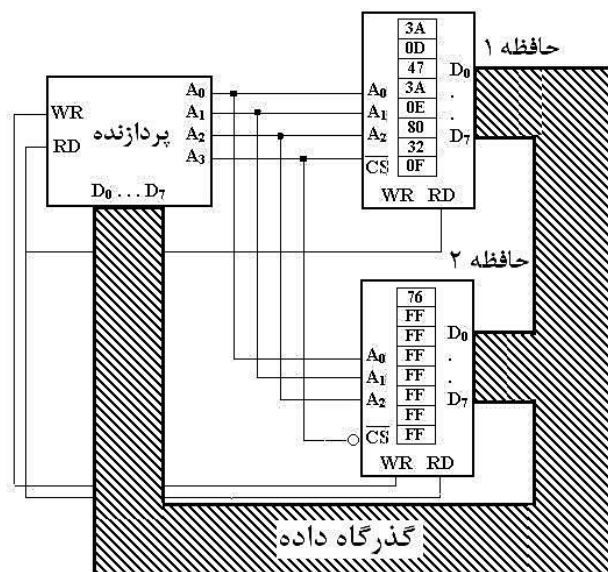 حافظه ۱
3A
0D
47
3A
0E
80
32
0F
A₀
A₁
A₂
C̅S̅
D₀
.
.
D₇
WR RD
پردازنده
WR
RD
A₀
A₁
A₂
A₃
D₀ . . . D₇
حافظه ۲
76
FF
FF
FF
FF
FF
FF
FF
A₀
A₁
A₂
C̅S̅
D₀
.
.
D₇
WR RD
گذرگاه داده